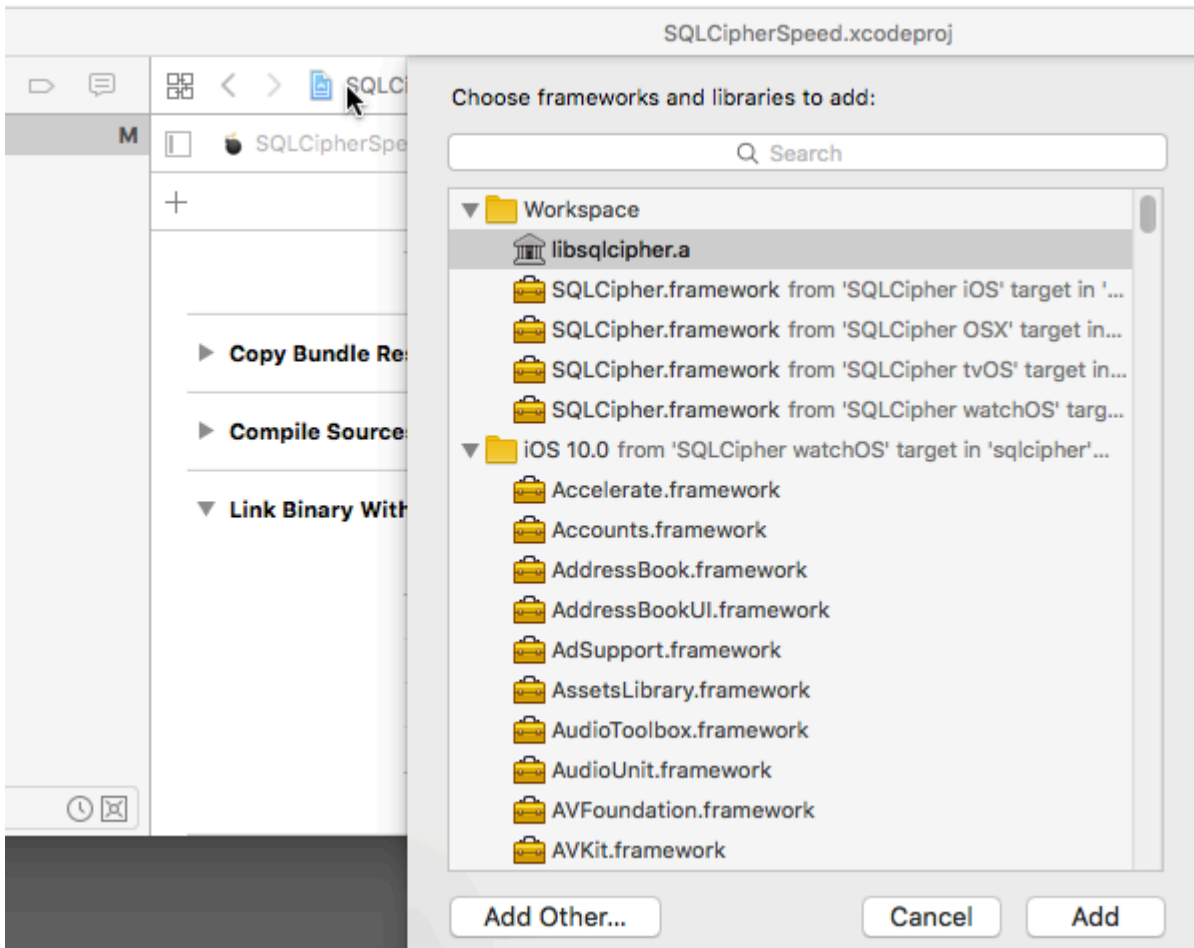 SQLCipherSpeed.xcodeproj
SQLCi
Choose frameworks and libraries to add:
M
SQLCipherSpe
Search
Workspace
libsqlcipher.a
SQLCipher.framework from 'SQLCipher iOS' target in '...
SQLCipher.framework from 'SQLCipher OSX' target in...
Copy Bundle Re
SQLCipher.framework from 'SQLCipher tvOS' target in...
SQLCipher.framework from 'SQLCipher watchOS' targ...
Compile Source
iOS 10.0 from 'SQLCipher watchOS' target in 'sqlcipher'...
Accelerate.framework
Link Binary With
Accounts.framework
AddressBook.framework
AddressBookUI.framework
AdSupport.framework
AssetsLibrary.framework
AudioToolbox.framework
AudioUnit.framework
AVFoundation.framework
AVKit.framework
Add Other...
Cancel
Add